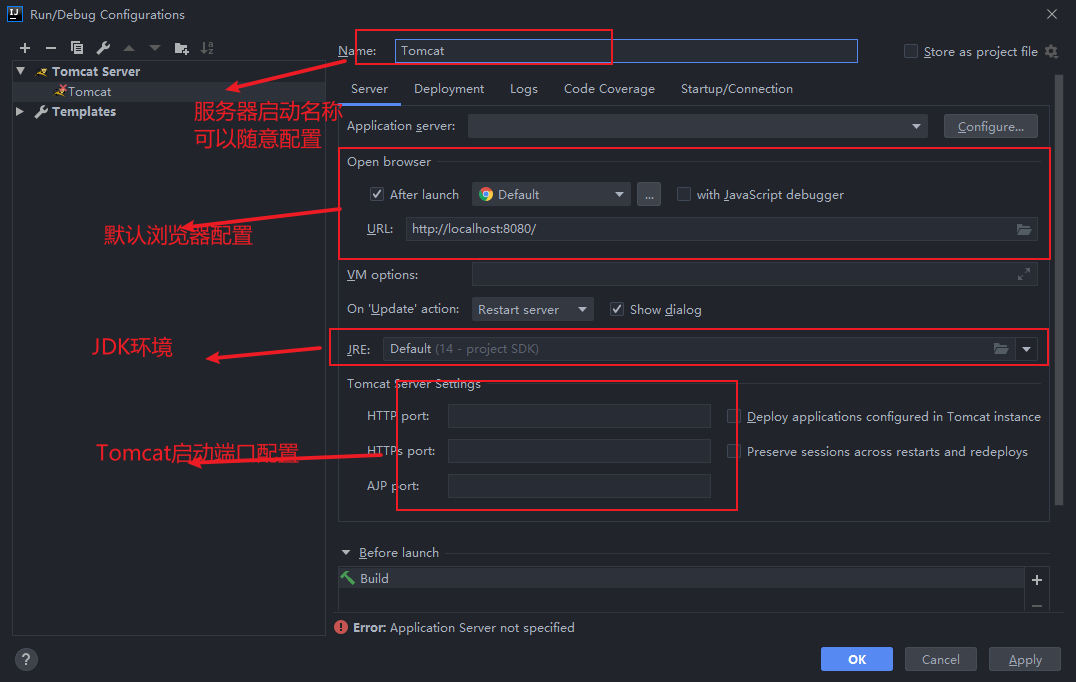 Run/Debug Configurations
Name: Tomcat
Store as project file
Tomcat Server
Tomcat
Templates
服务器启动名称
可以随意配置
Server Deployment Logs Code Coverage Startup/Connection
Application server:
Configure...
Open browser
After launch Default ... with JavaScript debugger
默认浏览器配置
URL: http://localhost:8080/
VM options:
On 'Update' action: Restart server Show dialog
JDK环境
JRE: Default (14 - project SDK)
Tomcat Server Settings
HTTP port:
Deploy applications configured in Tomcat instance
Tomcat启动端口配置
HTTPs port:
Preserve sessions across restarts and redeploys
AJP port:
Before launch
Build
Error: Application Server not specified
?
OK Cancel Apply